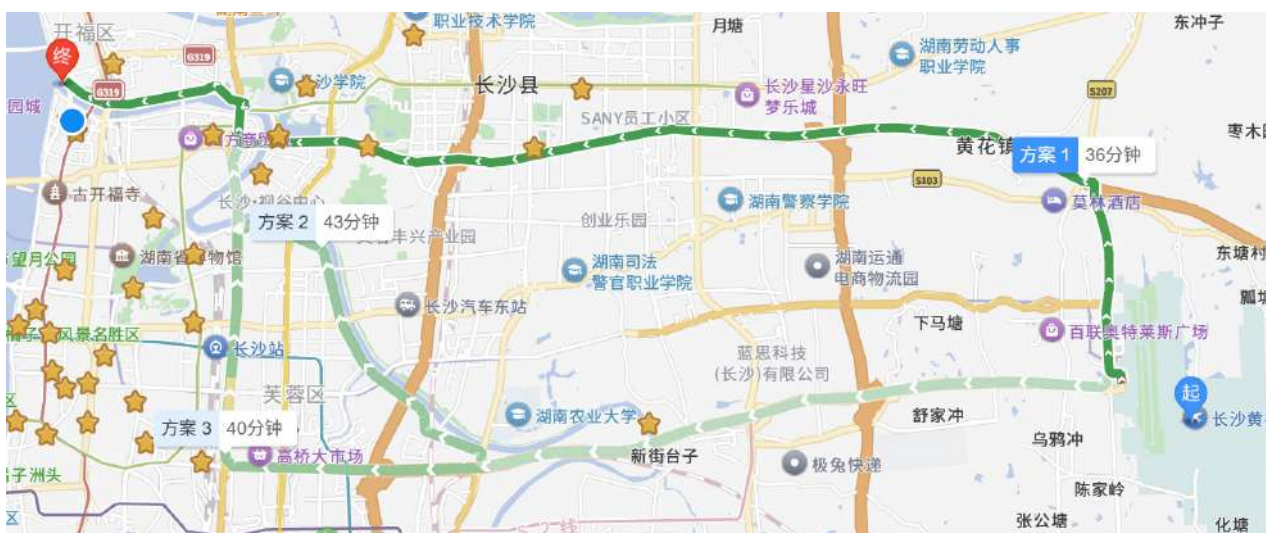 开福区
职业技术学院
月塘
东冲子
终
G319
湖南劳动人事
职业学院
沙学院
长沙县
长沙星沙永旺
梦乐城
S207
园城
G319
SANY员工小区
枣木
方商
黄花镇
方案 1 36分钟
S103
古开福寺
长沙·视谷中心
湖南警察学院
莫林酒店
方案 2 43分钟
丰兴产业园
创业乐园
望月公园
湖南省
物馆
湖南司法
警官职业学院
湖南运通
电商物流园
东塘村
长沙汽车东站
下马塘
风景名胜区
长沙站
百联奥特莱斯广场
蓝思科技
(长沙)有限公司
芙蓉区
起
湖南农业大学
舒家冲
长沙黄
方案 3 40分钟
乌鸦冲
高桥大市场
新街台子
极兔快递
子洲头
陈家岭
区
张公塘
化塘